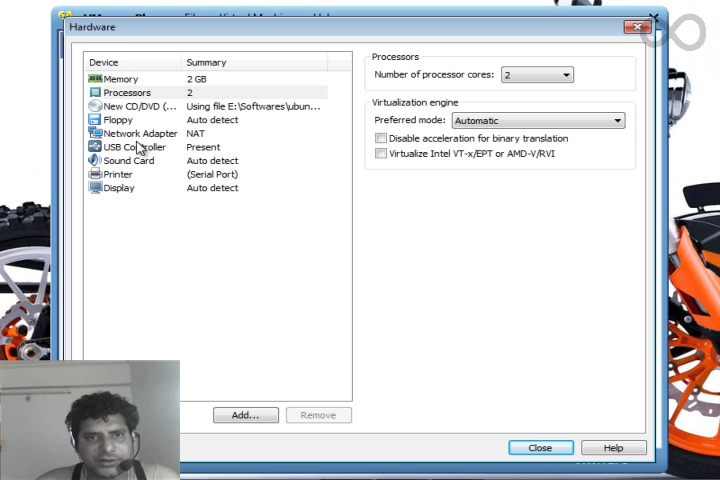 Hardware
Device Summary
Memory 2 GB
Processors 2
New CD/DVD (... Using file E:\Softwares\ubun...
Floppy Auto detect
Network Adapter NAT
USB Controller Present
Sound Card Auto detect
Printer (Serial Port)
Display Auto detect
Add... Remove
Processors
Number of processor cores: 2
Virtualization engine
Preferred mode: Automatic
Disable acceleration for binary translation
Virtualize Intel VT-x/EPT or AMD-V/RVI
Close Help